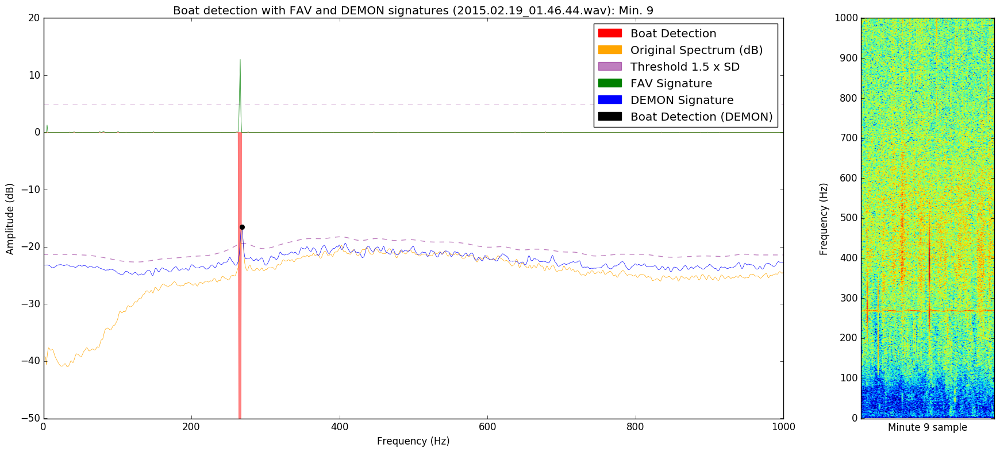 Boat detection with FAV and DEMON signatures (2015.02.19_01.46.44.wav): Min. 9
Boat Detection
Original Spectrum (dB)
Threshold 1.5 x SD
FAV Signature
DEMON Signature
Boat Detection (DEMON)
Amplitude (dB)
20
10
0
−10
−20
−30
−40
−50
0
200
400
600
800
1000
Frequency (Hz)
Frequency (Hz)
1000
900
800
700
600
500
400
300
200
100
0
Minute 9 sample